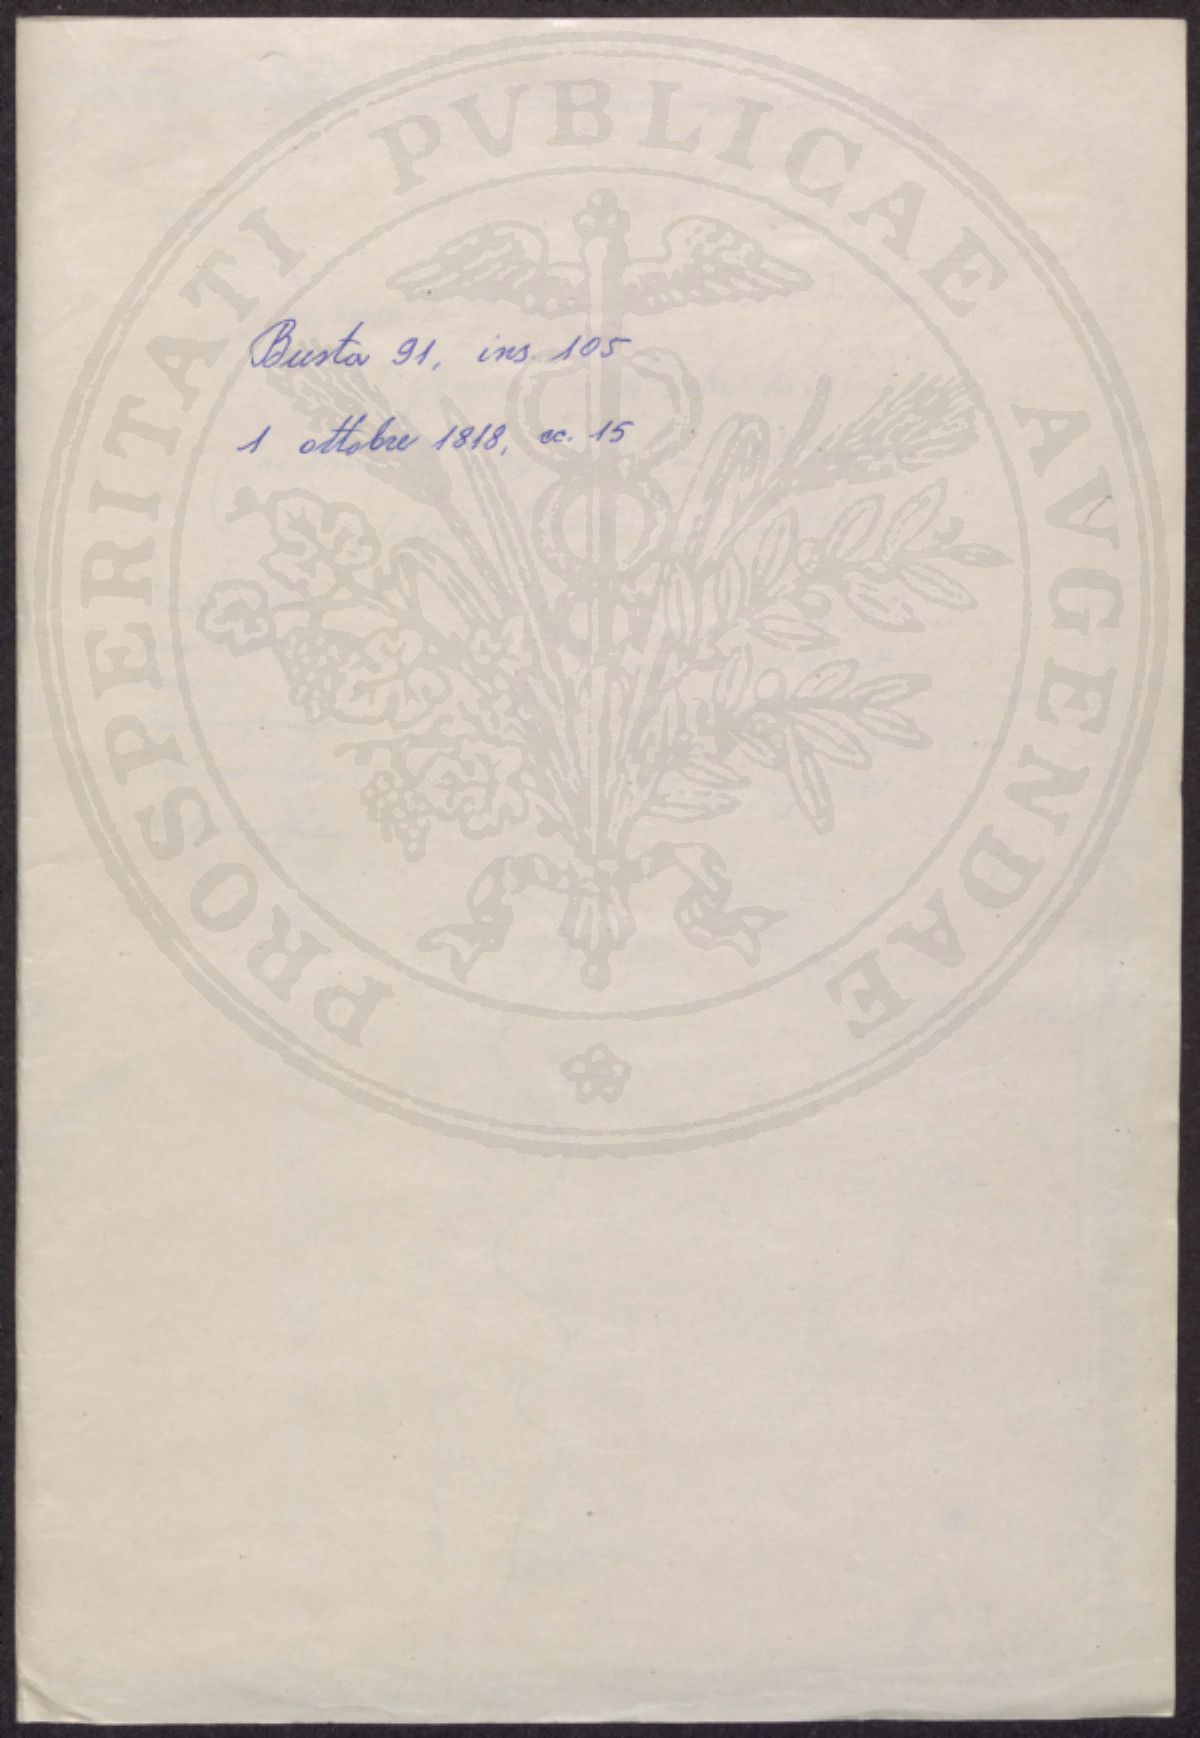 PROSPERITATI PVBLICAE AVGENDAE
Busta 91, ins. 105
1 ottobre 1818, cc. 15